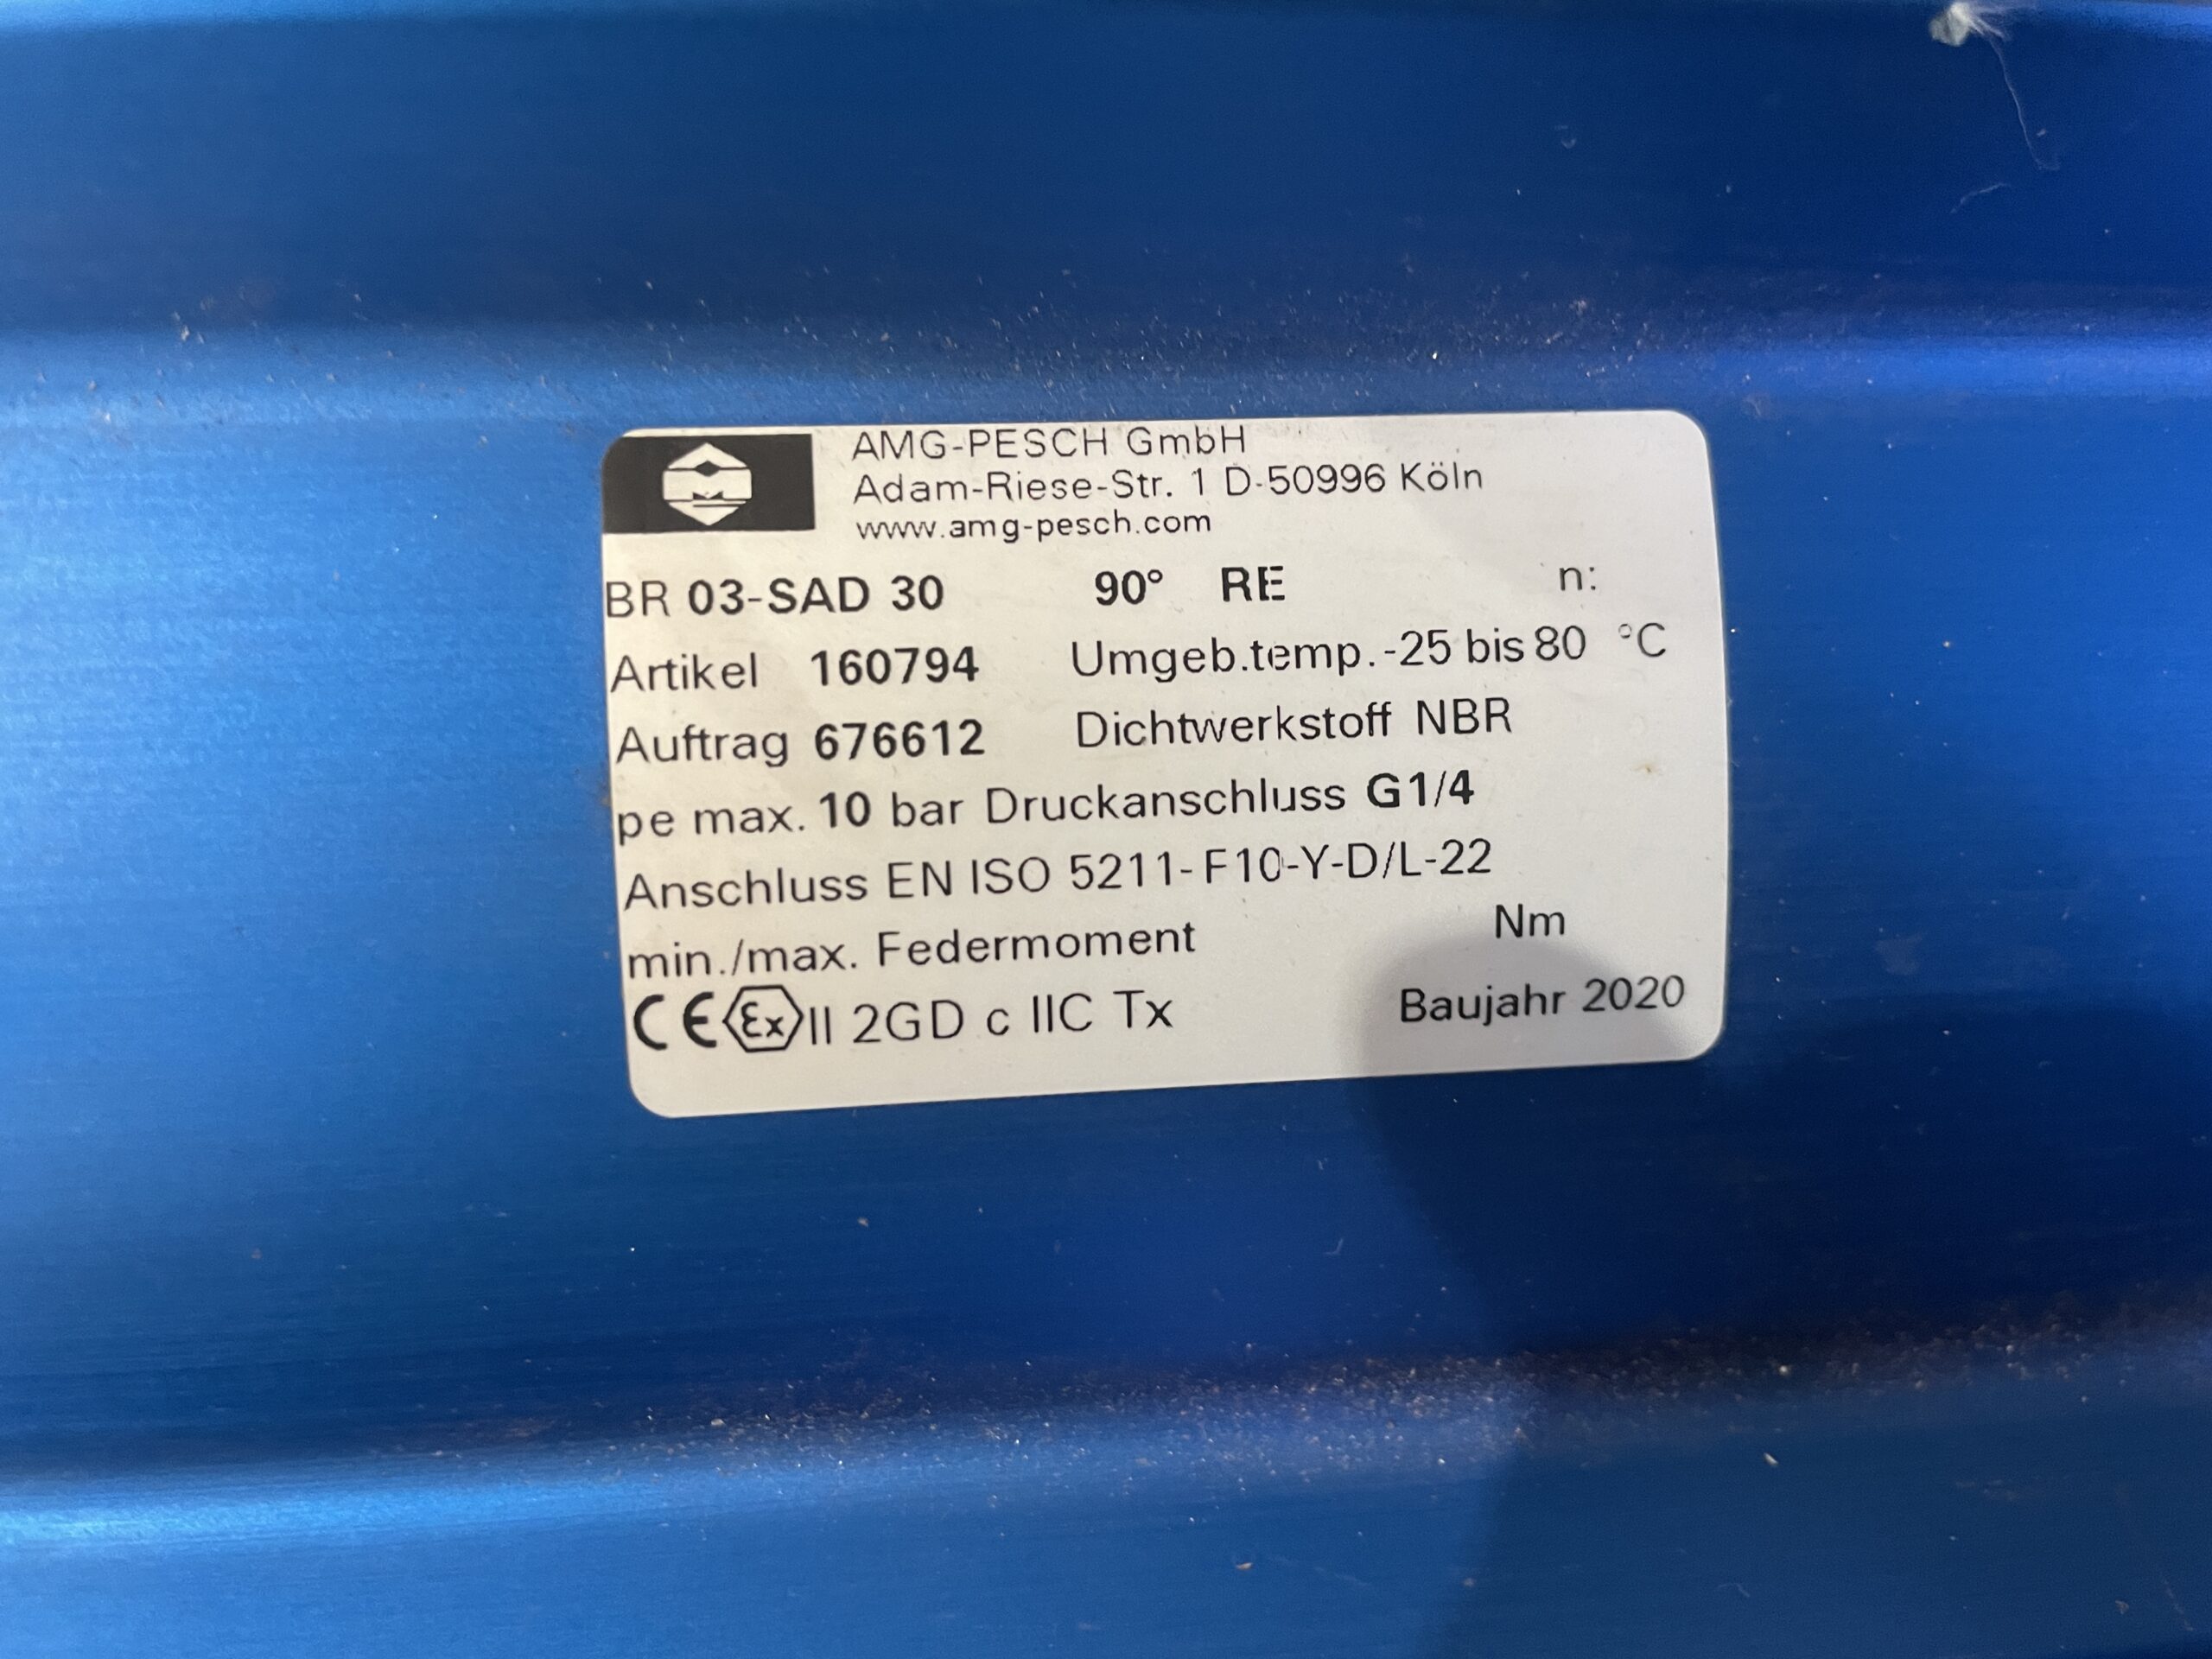 AMG-PESCH GmbH
Adam-Riese-Str. 1 D-50996 Köln
www.amg-pesch.com
BR 03-SAD 30 90° RE n:
Artikel 160794 Umgeb.temp.-25 bis 80 °C
Auftrag 676612 Dichtwerkstoff NBR
pe max. 10 bar Druckanschluss G1/4
Anschluss EN ISO 5211-F10-Y-D/L-22
min./max. Federmoment Nm
CE Ex II 2GD c IIC Tx Baujahr 2020